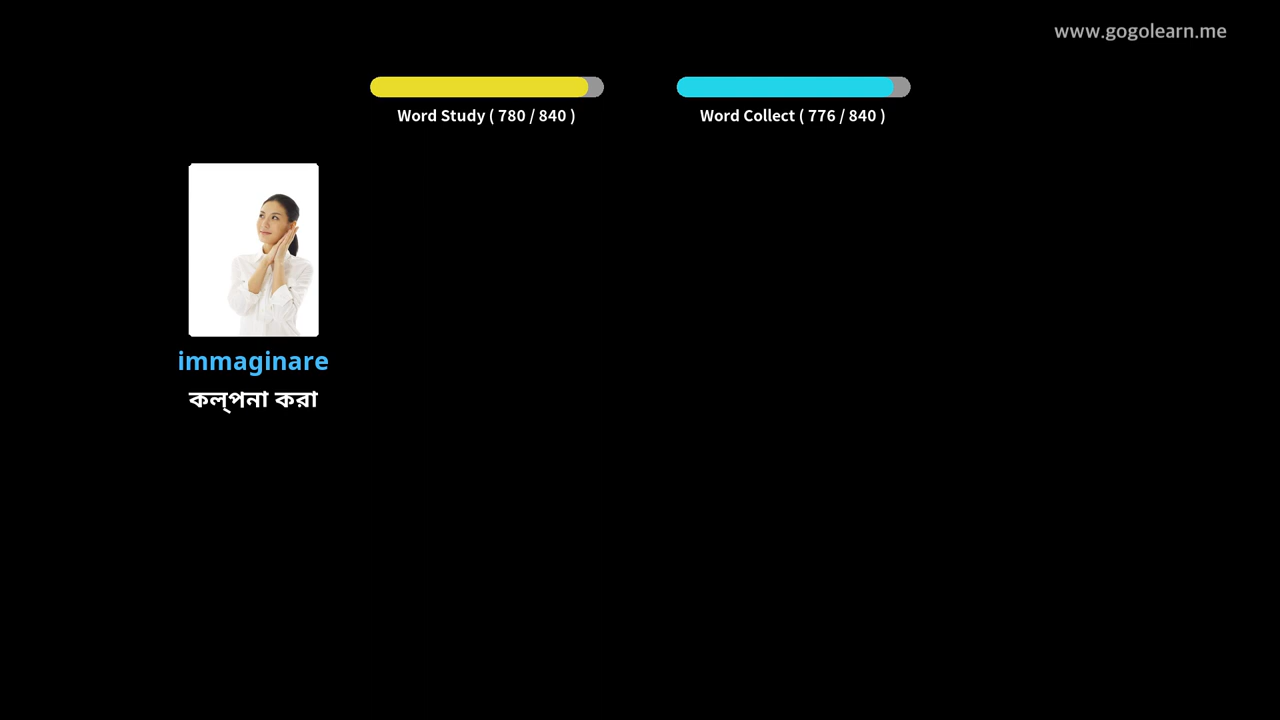 www.gogolearn.me
Word Study ( 780 / 840 )
Word Collect ( 776 / 840 )
immaginare
কল্‌পনা করা